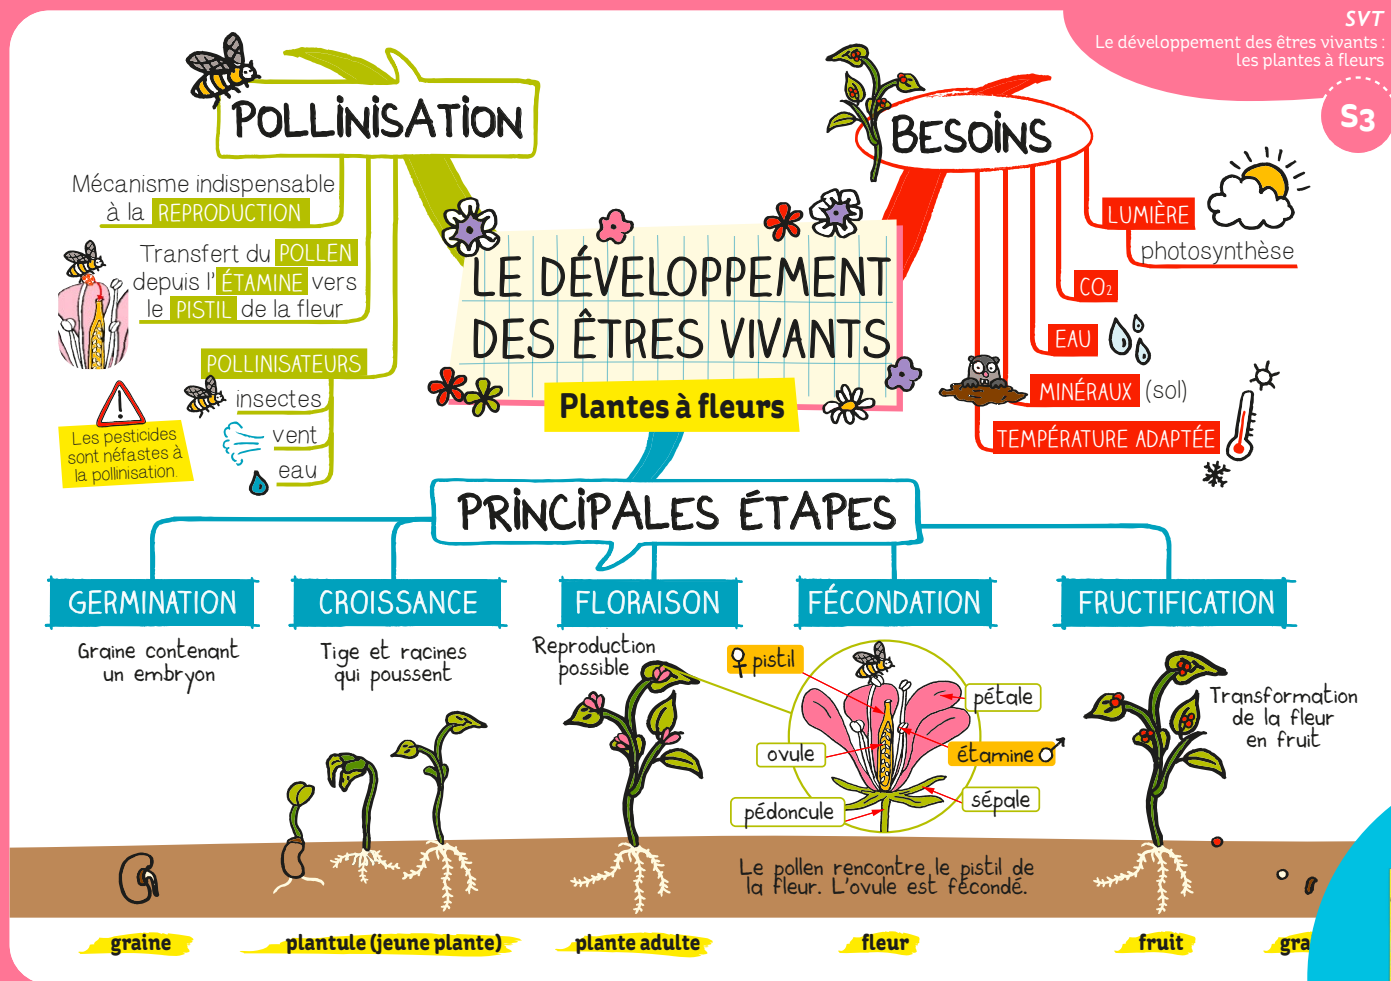 SVT
Le développement des êtres vivants :
les plantes à fleurs
S3
POLLINISATION
Mécanisme indispensable
à la REPRODUCTION
Transfert du POLLEN
depuis l'ÉTAMINE vers
le PISTIL de la fleur
POLLINISATEURS
insectes
vent
eau
Les pesticides
sont néfastes à
la pollinisation.
BESOINS
LUMIÈRE
photosynthèse
CO₂
EAU
MINÉRAUX (sol)
TEMPÉRATURE ADAPTÉE
LE DÉVELOPPEMENT
DES ÊTRES VIVANTS
Plantes à fleurs
PRINCIPALES ÉTAPES
GERMINATION
Graine contenant
un embryon
CROISSANCE
Tige et racines
qui poussent
FLORAISON
Reproduction
possible
FÉCONDATION
pistil
pétale
ovule
étamine
sépale
pédoncule
Le pollen rencontre le pistil de
la fleur. L'ovule est fécondé.
FRUCTIFICATION
Transformation
de la fleur
en fruit
graine
plantule (jeune plante)
plante adulte
fleur
fruit
gra